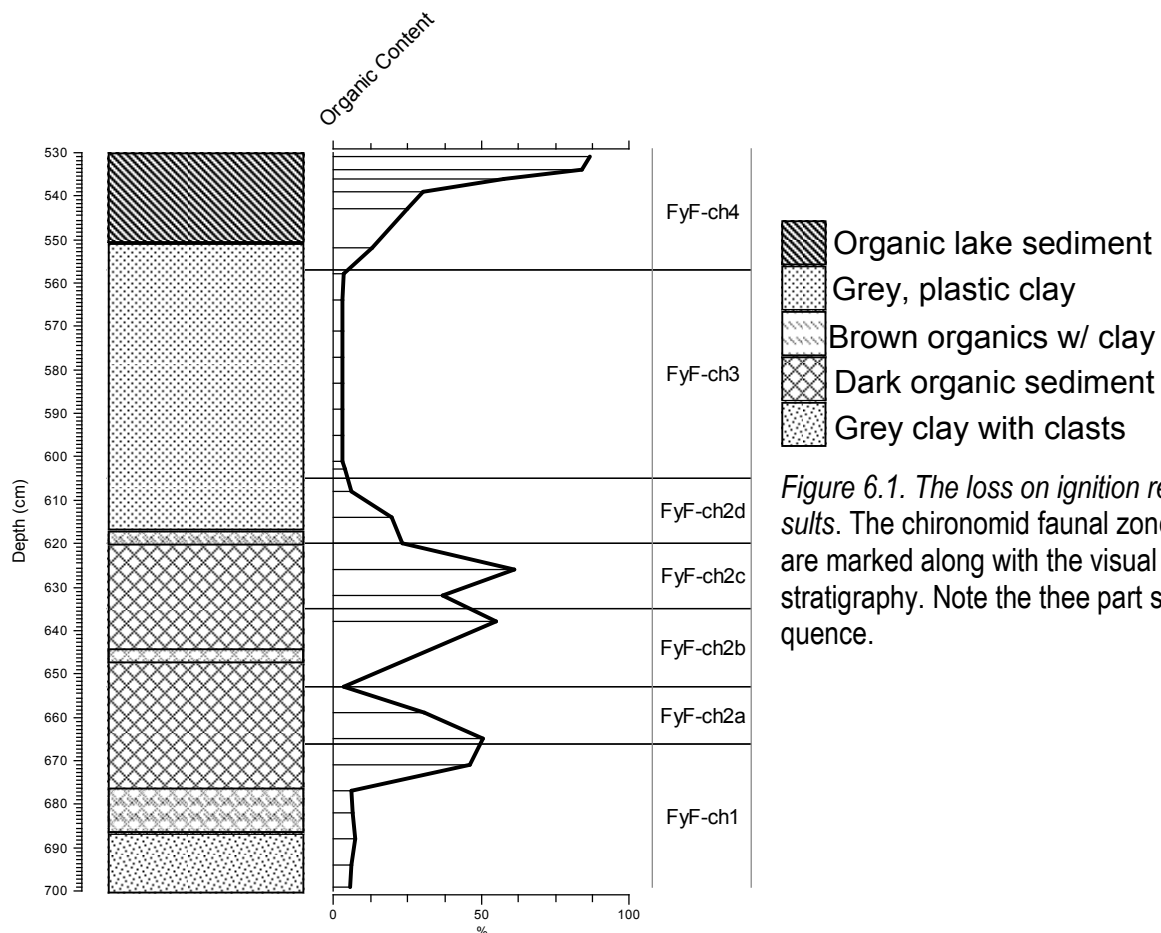 Organic Content
530
540
550
560
570
580
590
600
610
620
630
640
650
660
670
680
690
700
Depth (cm)
0
50
100
%
FyF-ch4
FyF-ch3
FyF-ch2d
FyF-ch2c
FyF-ch2b
FyF-ch2a
FyF-ch1
Organic lake sediment
Grey, plastic clay
Brown organics w/ clay
Dark organic sediment
Grey clay with clasts
Figure 6.1. The loss on ignition re
sults. The chironomid faunal zone
are marked along with the visual
stratigraphy. Note the thee part s
quence.